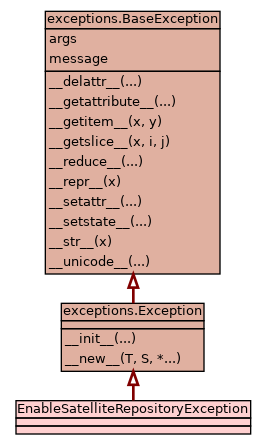 exceptions.BaseException
args
message
__delattr__(...)
__getattribute__(...)
__getitem__(x, y)
__getslice__(x, i, j)
__reduce__(...)
__repr__(x)
__setattr__(...)
__setstate__(...)
__str__(x)
__unicode__(...)
exceptions.Exception
__init__(...)
__new__(T, S, *...)
EnableSatelliteRepositoryException